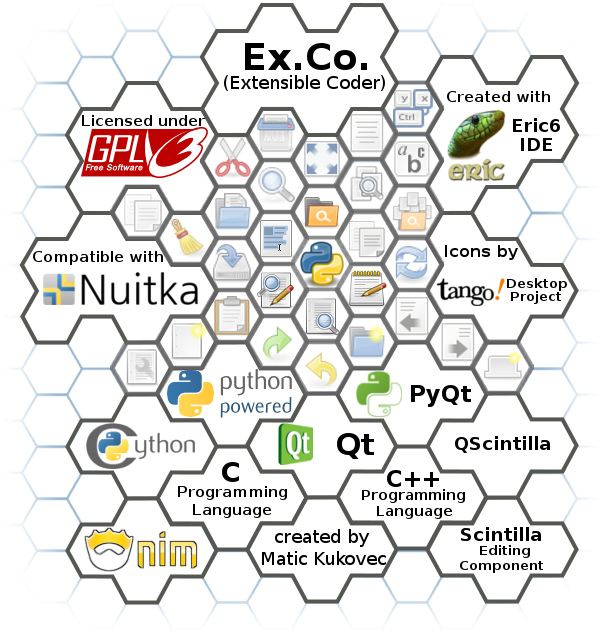 Ex.Co.
(Extensible Coder)
Created with
Eric6
IDE
eric
Licensed under
GPL v3
Free Software
Y
X
Ctrl
a
b
c
Compatible with
Nuitka
Icons by
tango!
Desktop
Project
python
powered
PyQt
Cython
Qt
Qt
QScintilla
C
Programming
Language
C++
Programming
Language
nim
created by
Matic Kukovec
Scintilla
Editing
Component